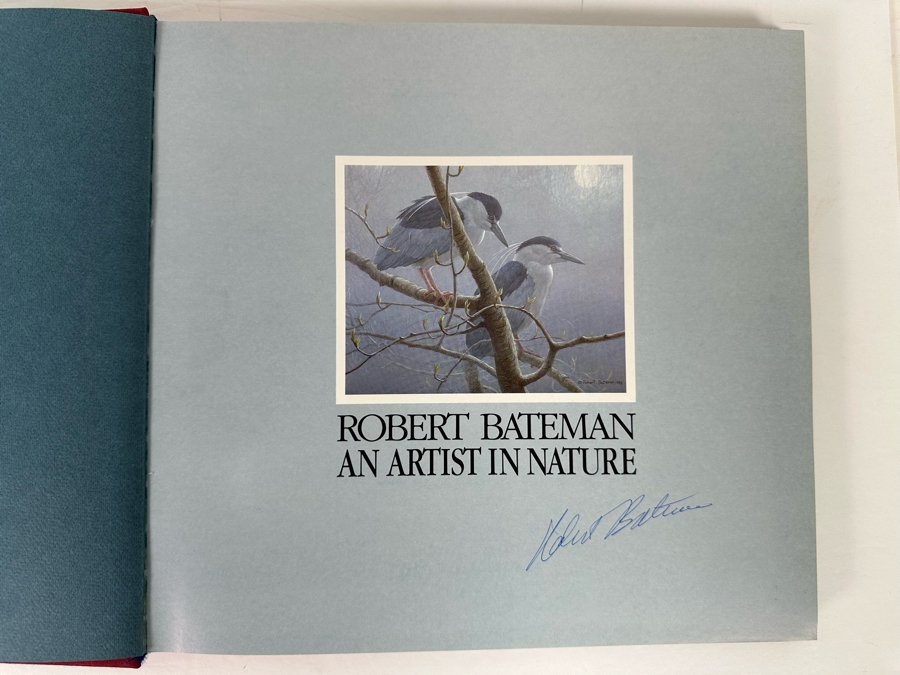 ROBERT BATEMAN
AN ARTIST IN NATURE
Robert Bateman